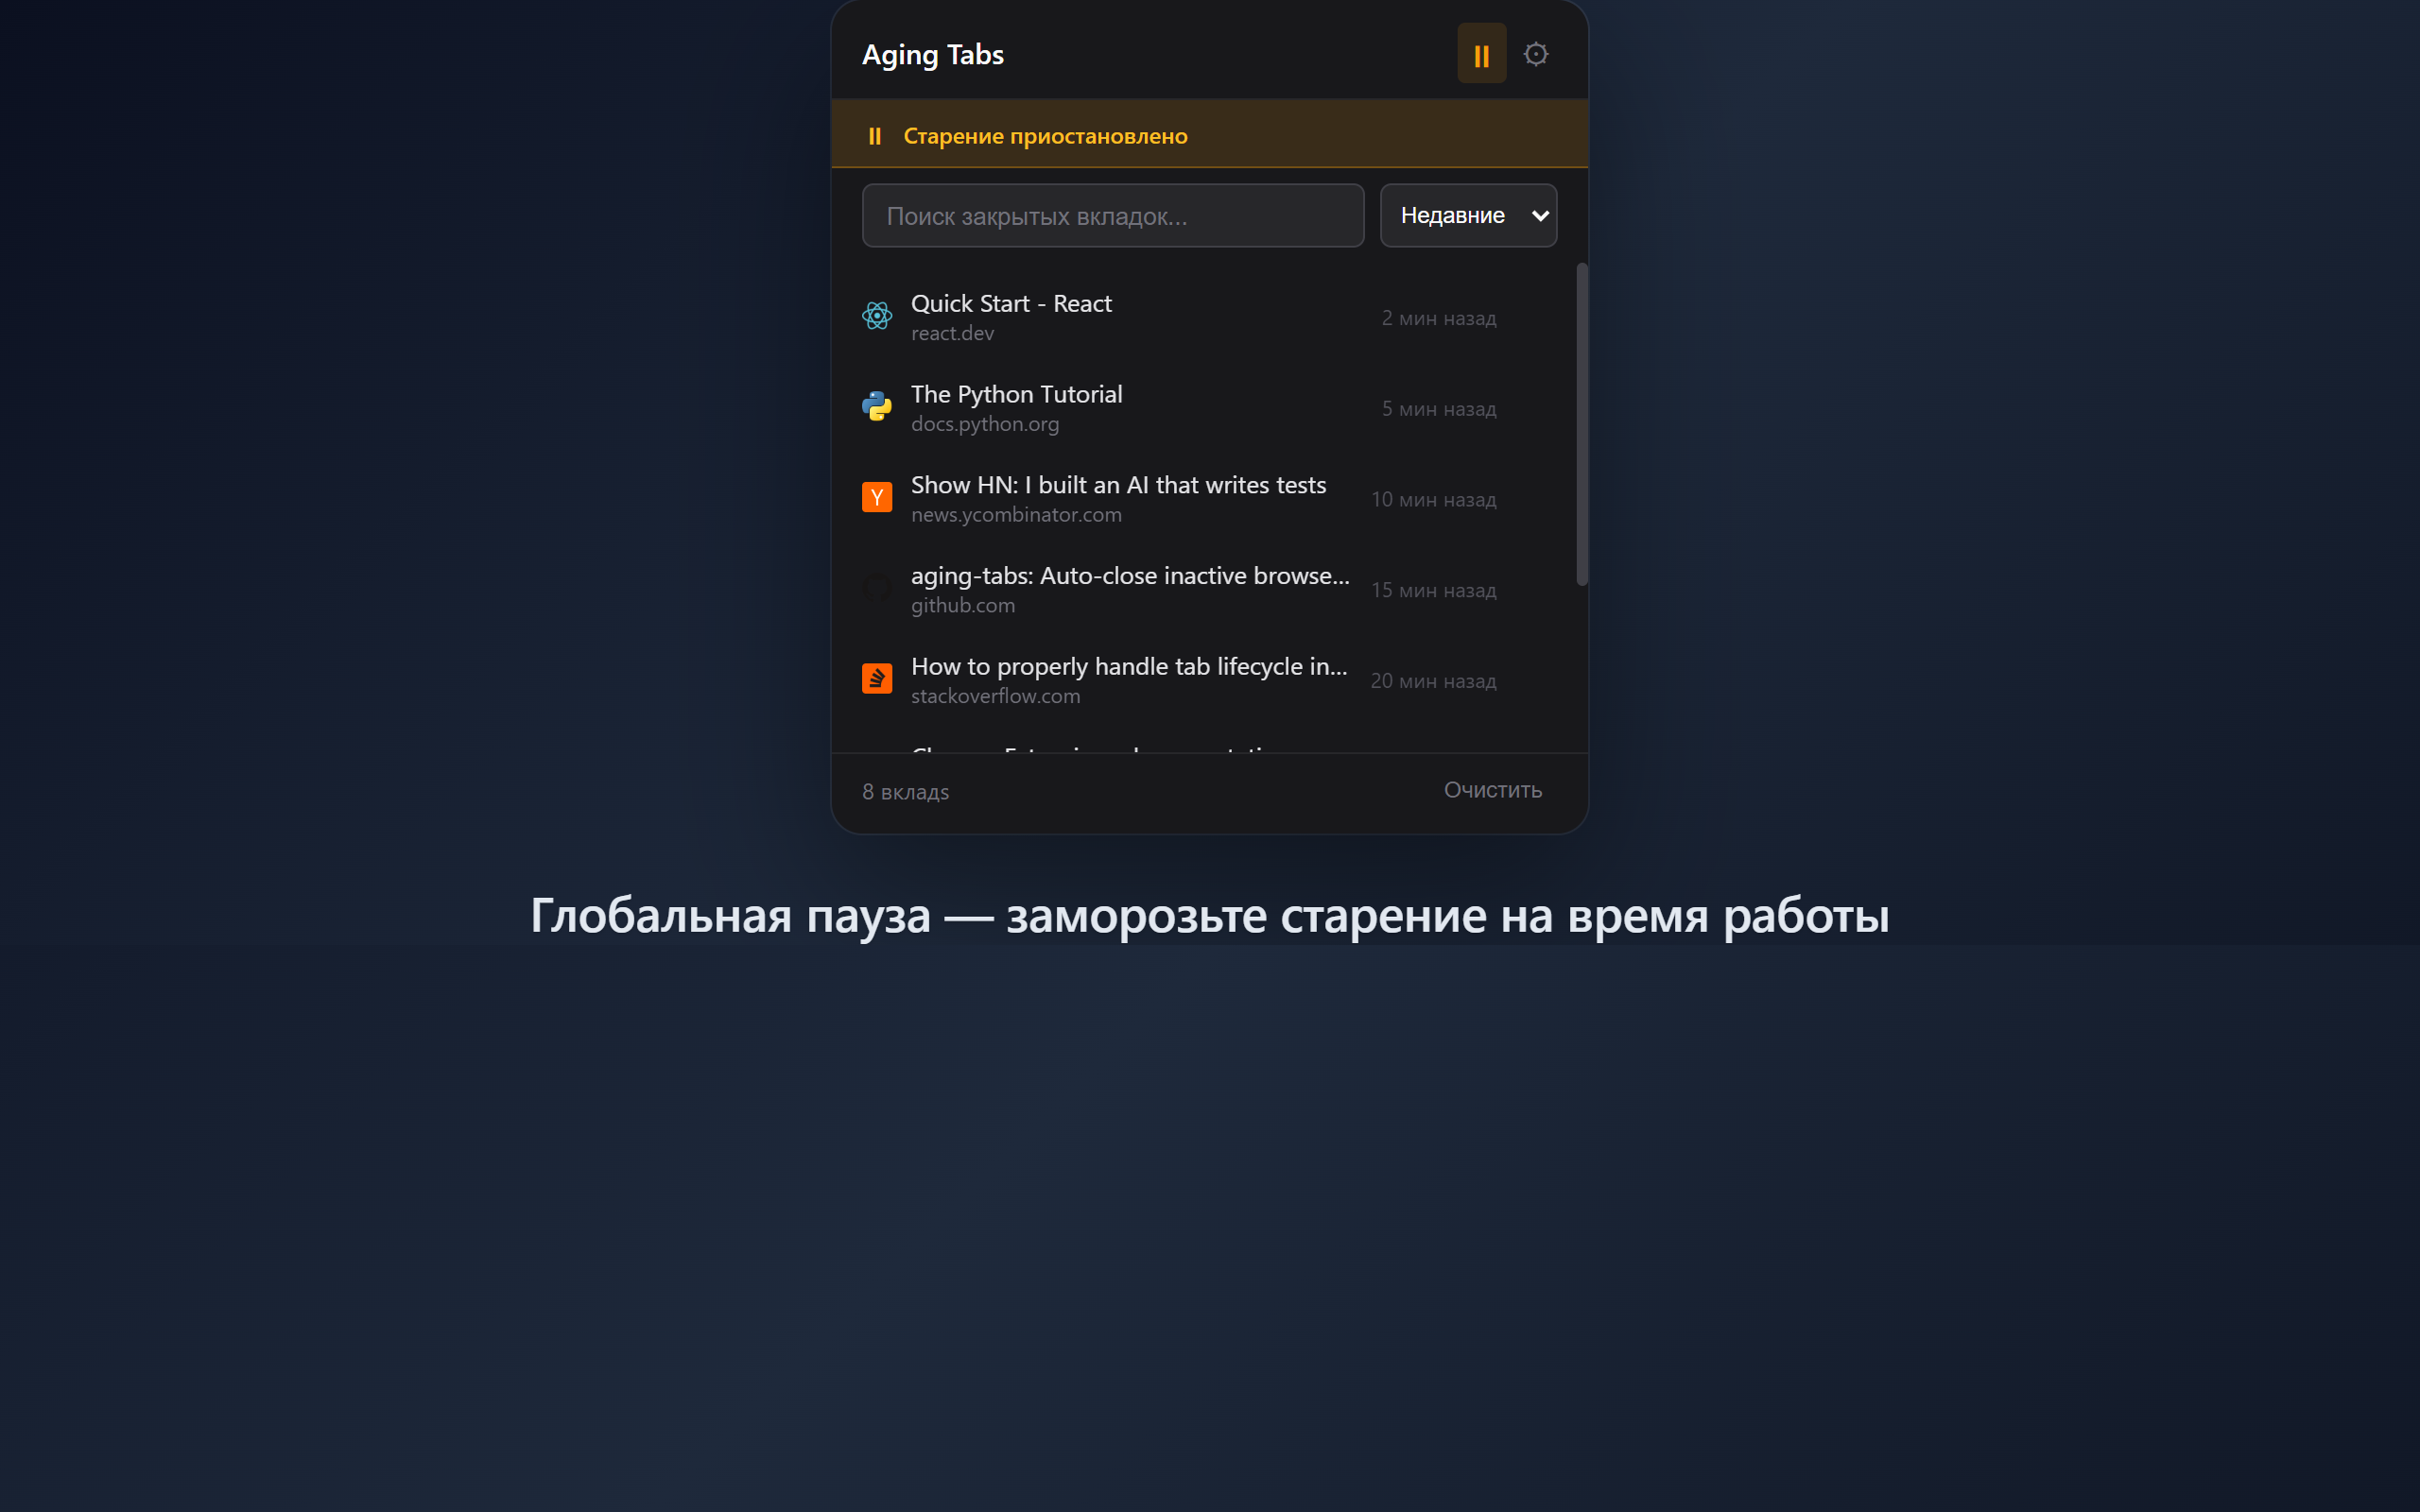 Aging Tabs
Старение приостановлено
Поиск закрытых вкладок...
Недавние
Quick Start - React
react.dev
2 мин назад
The Python Tutorial
docs.python.org
5 мин назад
Y
Show HN: I built an AI that writes tests
news.ycombinator.com
10 мин назад
aging-tabs: Auto-close inactive browse...
github.com
15 мин назад
How to properly handle tab lifecycle in...
stackoverflow.com
20 мин назад
8 вкладs
Очистить
Глобальная пауза — заморозьте старение на время работы